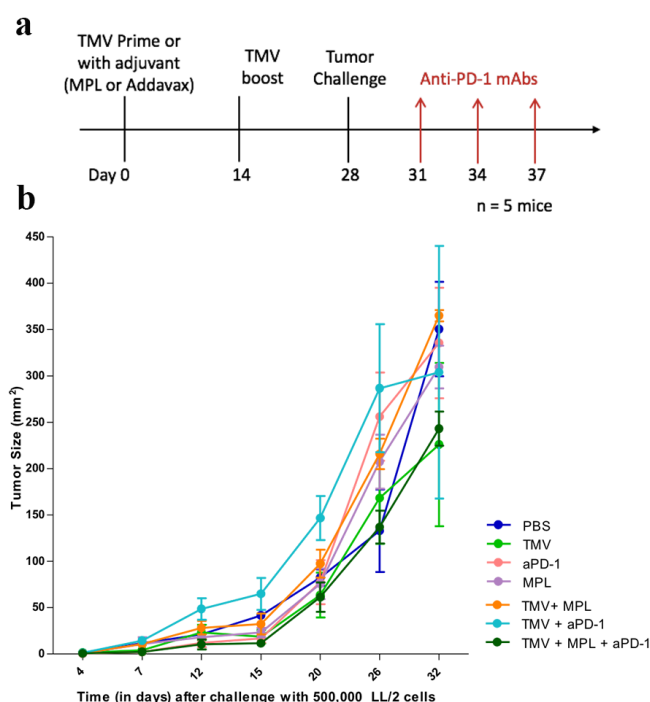 a
TMV Prime or
with adjuvant
(MPL or Addavax)
TMV
boost
Tumor
Challenge
Anti-PD-1 mAbs
Day 0
14
28
31
34
37
n = 5 mice
b
450
400
350
300
250
200
150
100
50
0
Tumor Size (mm²)
4
7
12
15
20
26
32
Time (in days) after challenge with 500,000 LL/2 cells
PBS
TMV
aPD-1
MPL
TMV+ MPL
TMV + aPD-1
TMV + MPL + aPD-1